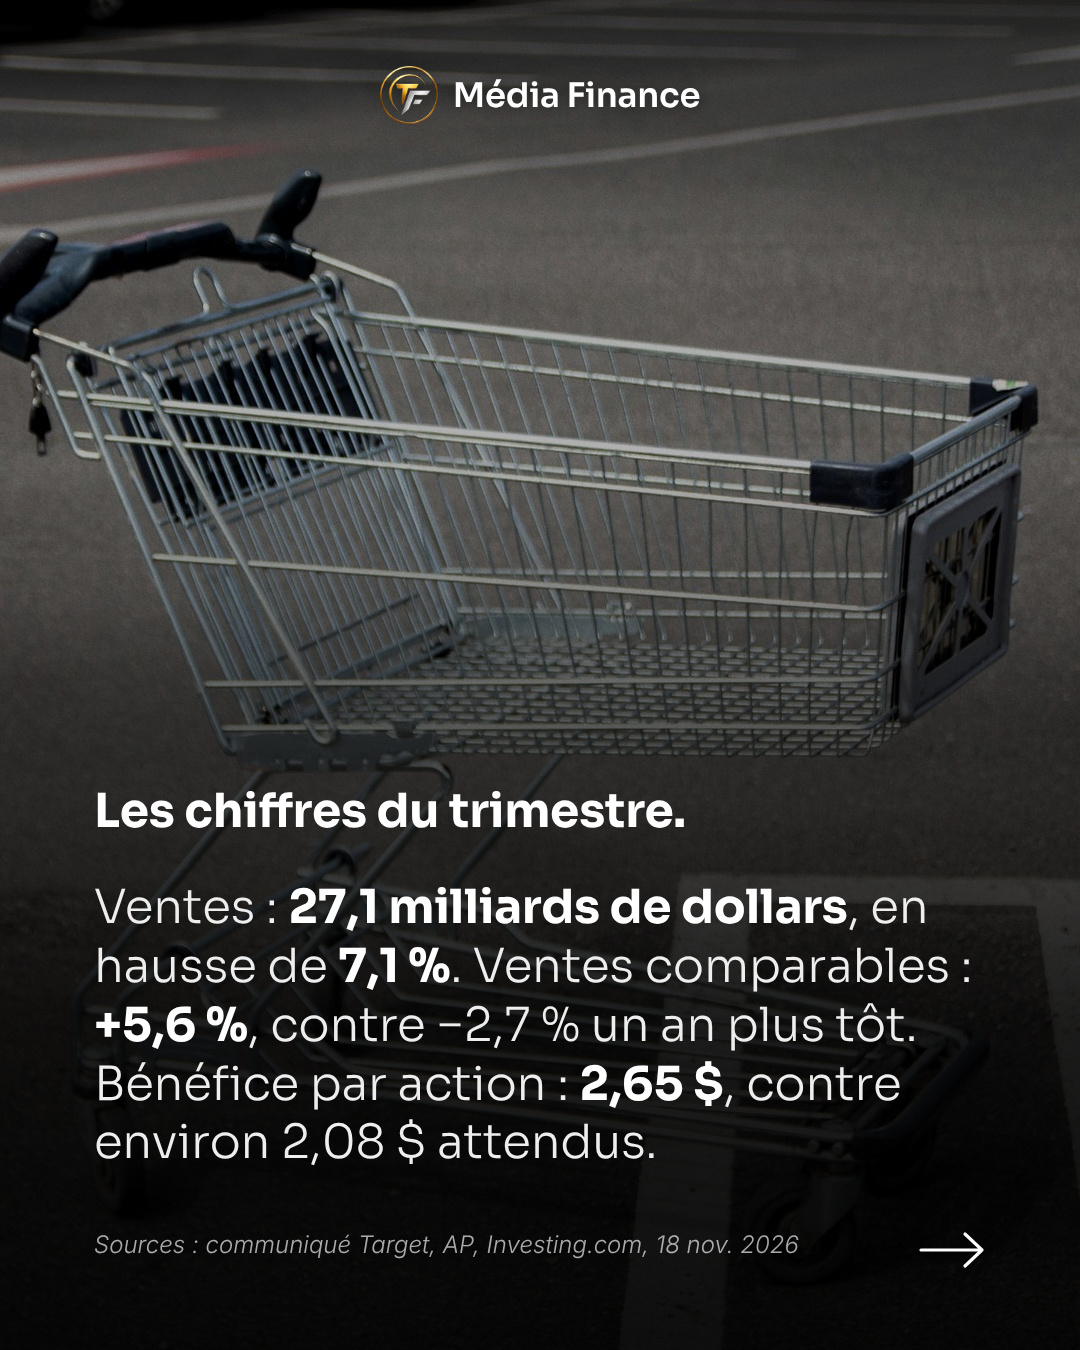 TF Média Finance
Les chiffres du trimestre.
Ventes : 27,1 milliards de dollars, en
hausse de 7,1 %. Ventes comparables :
+5,6 %, contre −2,7 % un an plus tôt.
Bénéfice par action : 2,65 $, contre
environ 2,08 $ attendus.
Sources : communiqué Target, AP, Investing.com, 18 nov. 2026